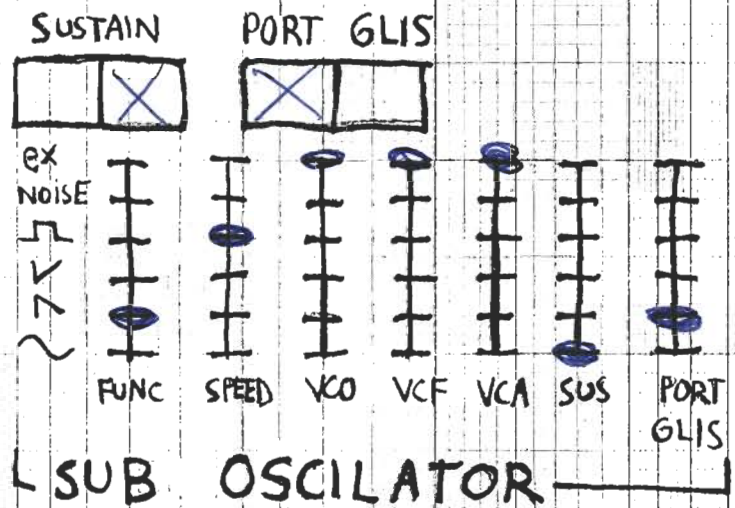 SUSTAIN PORT GLIS
ex
NOISE
FUNC SPEED VCO VCF VCA SUS PORT
GLIS
SUB OSCILATOR